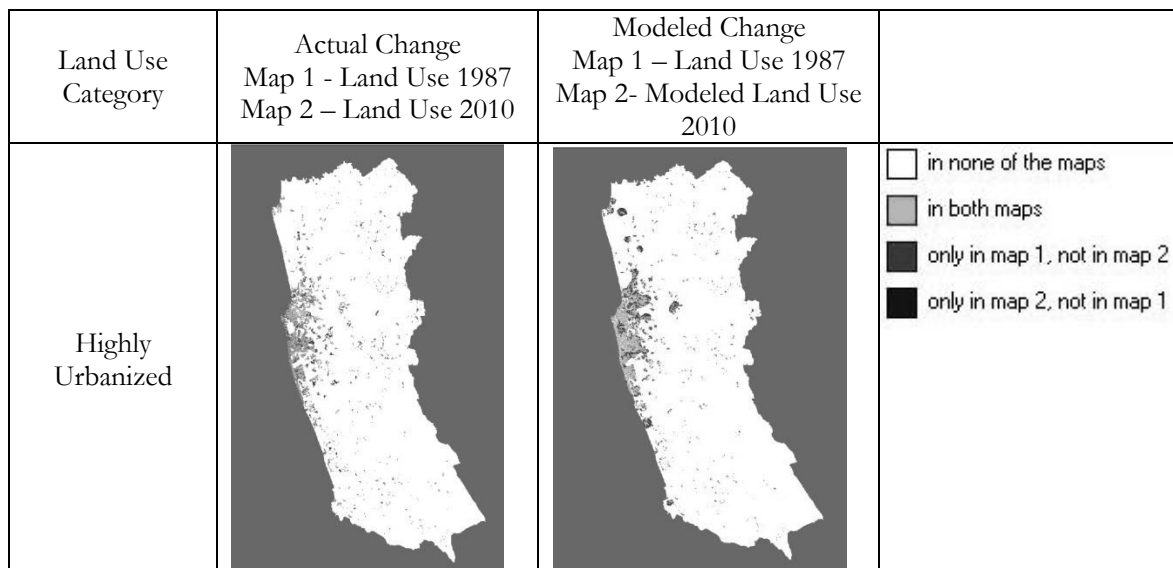 Land Use
Category
Actual Change
Map 1 - Land Use 1987
Map 2 – Land Use 2010
Modeled Change
Map 1 – Land Use 1987
Map 2- Modeled Land Use
2010
Highly
Urbanized
in none of the maps
in both maps
only in map 1, not in map 2
only in map 2, not in map 1